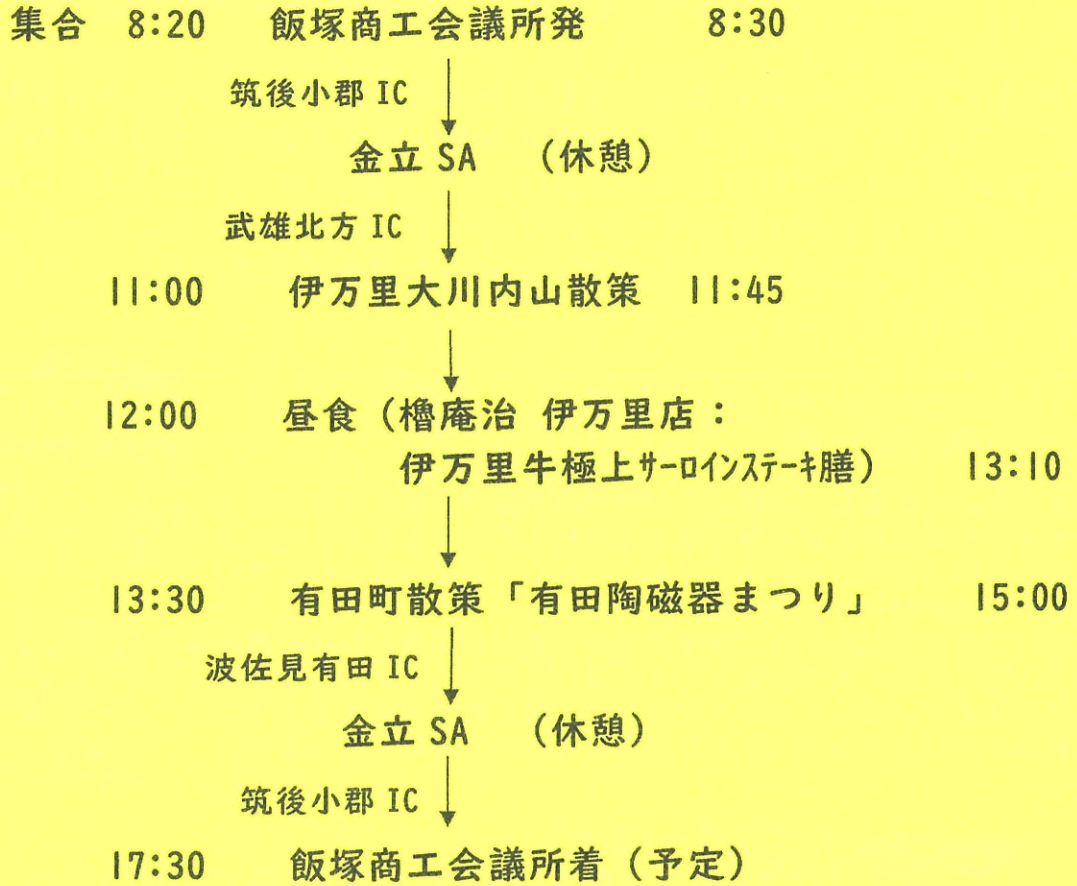 集合 8:20 飯塚商工会議所発 8:30
筑後小郡 IC
金立 SA （休憩）
武雄北方 IC
11:00 伊万里大川内山散策 11:45
12:00 昼食（櫓庵治 伊万里店：
伊万里牛極上ｻｰﾛｲﾝｽﾃｰｷ膳） 13:10
13:30 有田町散策「有田陶磁器まつり」 15:00
波佐見有田 IC
金立 SA （休憩）
筑後小郡 IC
17:30 飯塚商工会議所着（予定）